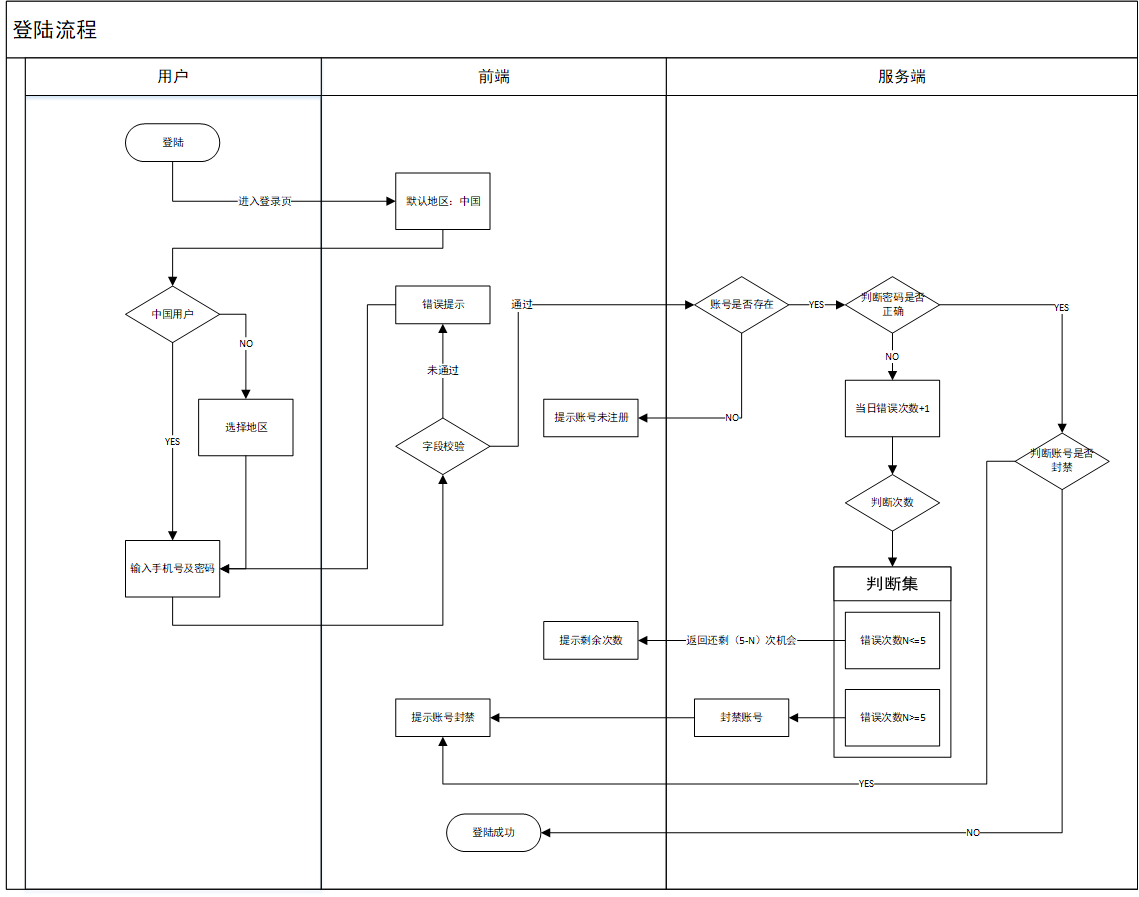 登陆流程
用户
前端
服务端
登陆
进入登录页
默认地区：中国
中国用户
NO
YES
选择地区
输入手机号及密码
错误提示
未通过
字段校验
通过
账号是否存在
YES
NO
提示账号未注册
判断密码是否
正确
YES
NO
当日错误次数+1
判断次数
判断账号是否
封禁
判断集
错误次数N<=5
返回还剩（5-N）次机会
提示剩余次数
错误次数N>=5
封禁账号
提示账号封禁
YES
NO
登陆成功